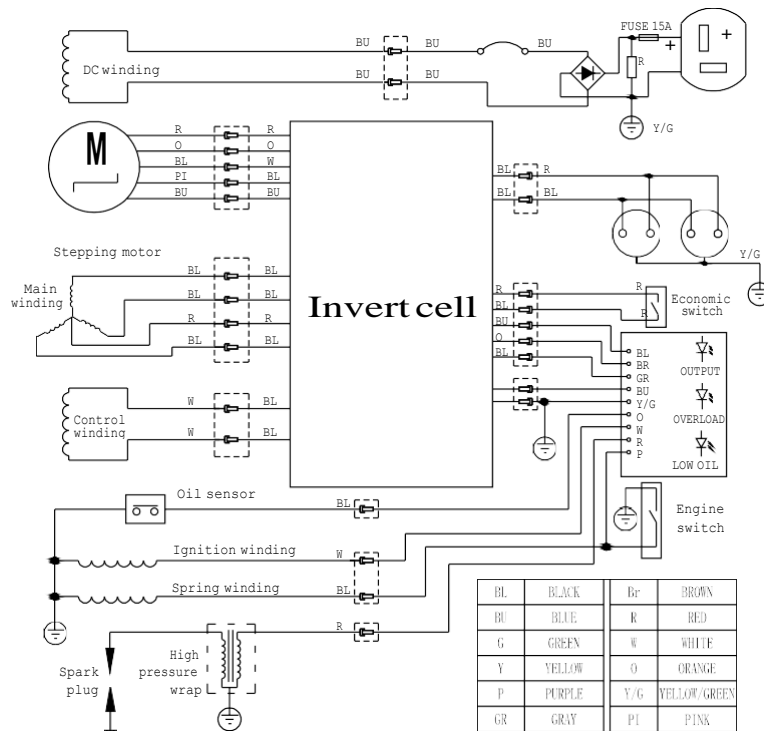 FUSE 15A
BU BU BU
+ +
DC winding
R
BU BU
Y/G
M
R R
O O
BL W
PI BL
BU BU
BL R
BL BL
Y/G
Stepping motor
Main
winding
BL BL
BL BL
R R
BL BL
Invert cell
R R
BL R
BU
O
BL
Economic
switch
BL
BR
GR
BU
Y/G
O
W
R
P
OUTPUT
OVERLOAD
LOW OIL
Control
winding
W BL
W BL
Oil sensor
BL
Engine
switch
Ignition winding W
Spring winding BL
R
High
pressure
wrap
Spark
plug
BL BLACK Br BROWN
BU BLUE R RED
G GREEN W WHITE
Y YELLOW O ORANGE
P PURPLE Y/G YELLOW/GREEN
GR GRAY PI PINK